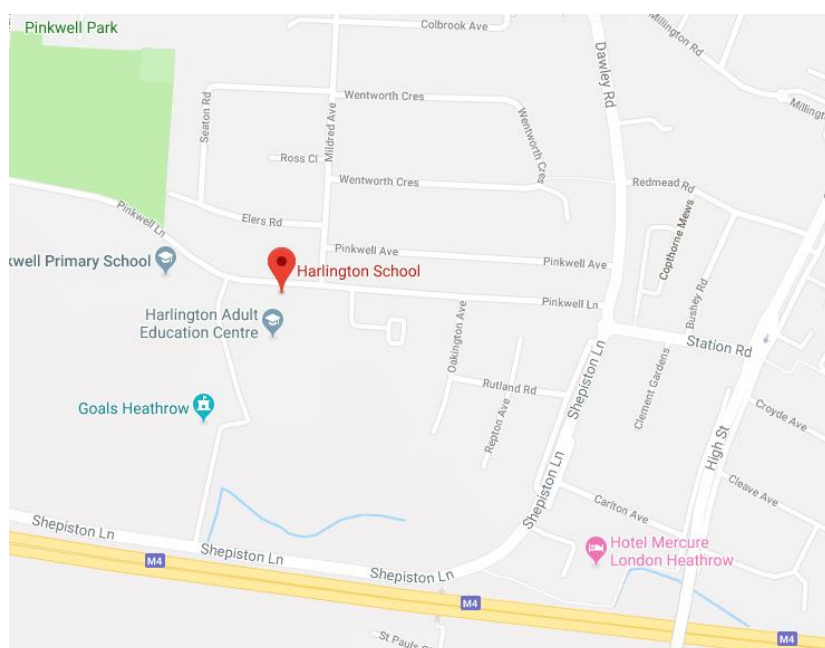 Pinkwell Park
Colbrook Ave
Millington Rd
Dawley Rd
Millin
Wentworth Cres
Seaton Rd
Mildred Ave
Wentworth Cres
Ross Cl
Wentworth Cres
Redmead Rd
Pinkwell Ln
Elers Rd
Copthorne Mews
Pinkwell Ave
Pinkwell Ave
kwell Primary School
Harlington School
Bushey Rd
Pinkwell Ln
Harlington Adult
Education Centre
Oakington Ave
Station Rd
Shepiston Ln
Clement Gardens
Rutland Rd
Goals Heathrow
Repton Ave
Croyde Ave
High St
Cleave Ave
Shepiston Ln
Carlton Ave
Shepiston Ln
Shepiston Ln
Hotel Mercure
London Heathrow
M4
Shepiston Ln
M4
M4
St Pauls